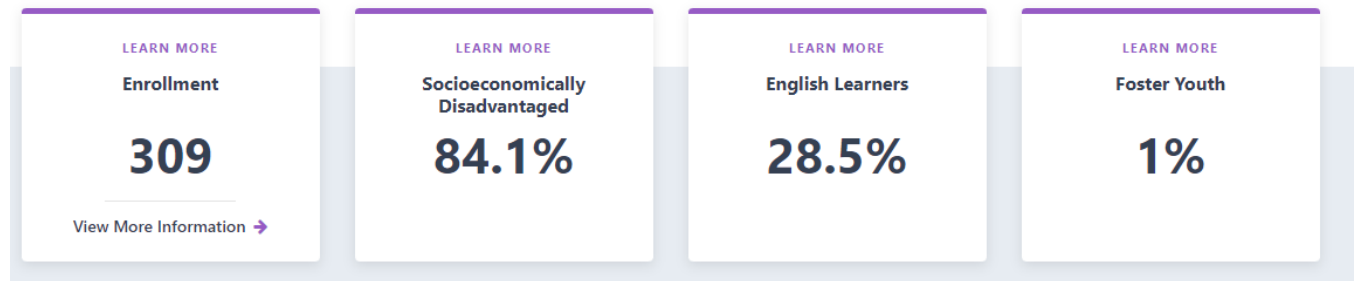 LEARN MORE
Enrollment
309
View More Information
LEARN MORE
Socioeconomically
Disadvantaged
84.1%
LEARN MORE
English Learners
28.5%
LEARN MORE
Foster Youth
1%